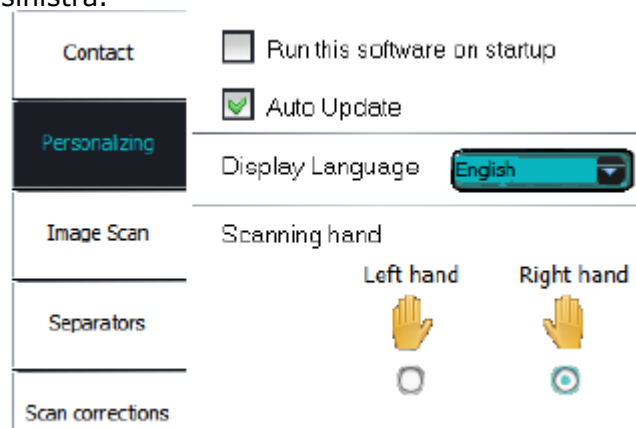 sinistra.
Contact
Run this software on startup
Auto Update
Personalizing
Display Language
English
Image Scan
Scanning hand
Left hand
Right hand
Separators
Scan corrections